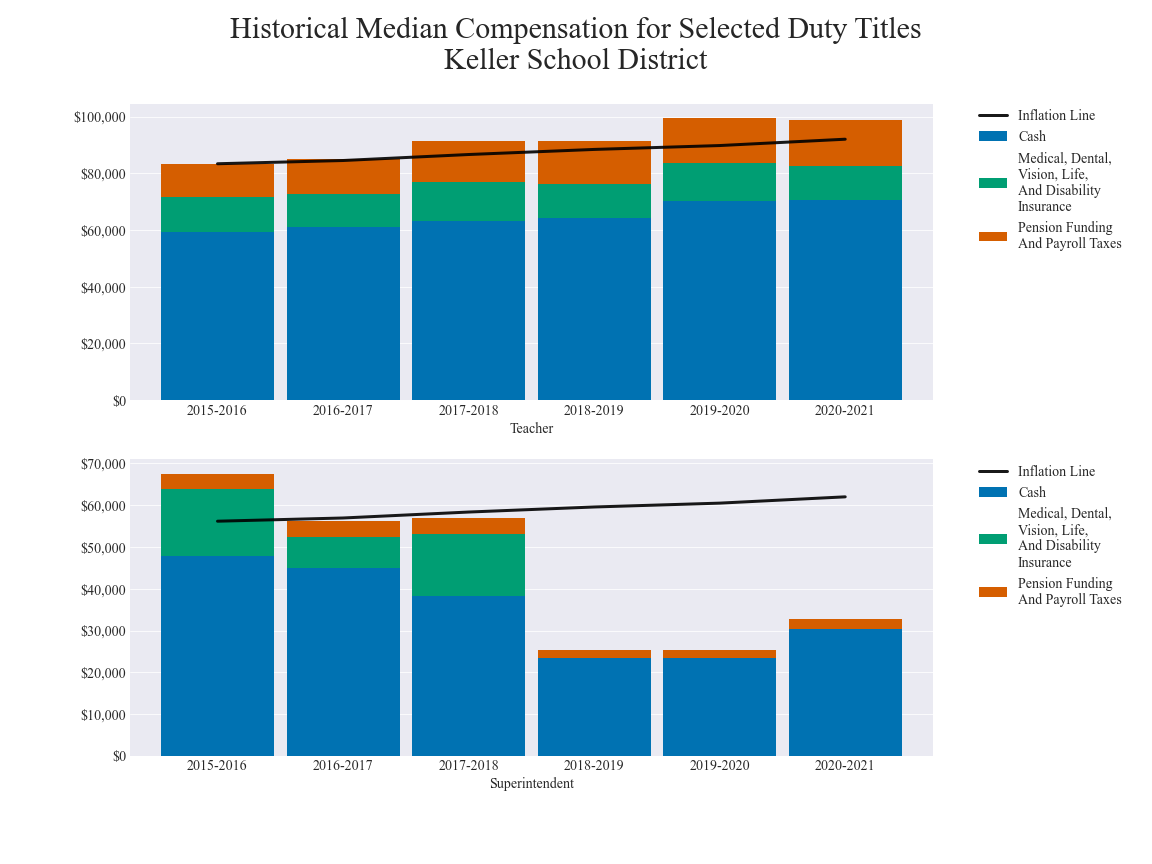 Historical Median Compensation for Selected Duty Titles
Keller School District
$100,000
$80,000
$60,000
$40,000
$20,000
$0
2015-2016
2016-2017
2017-2018
2018-2019
2019-2020
2020-2021
Teacher
Inflation Line
Cash
Medical, Dental,
Vision, Life,
And Disability
Insurance
Pension Funding
And Payroll Taxes
$70,000
$60,000
$50,000
$40,000
$30,000
$20,000
$10,000
$0
2015-2016
2016-2017
2017-2018
2018-2019
2019-2020
2020-2021
Superintendent
Inflation Line
Cash
Medical, Dental,
Vision, Life,
And Disability
Insurance
Pension Funding
And Payroll Taxes